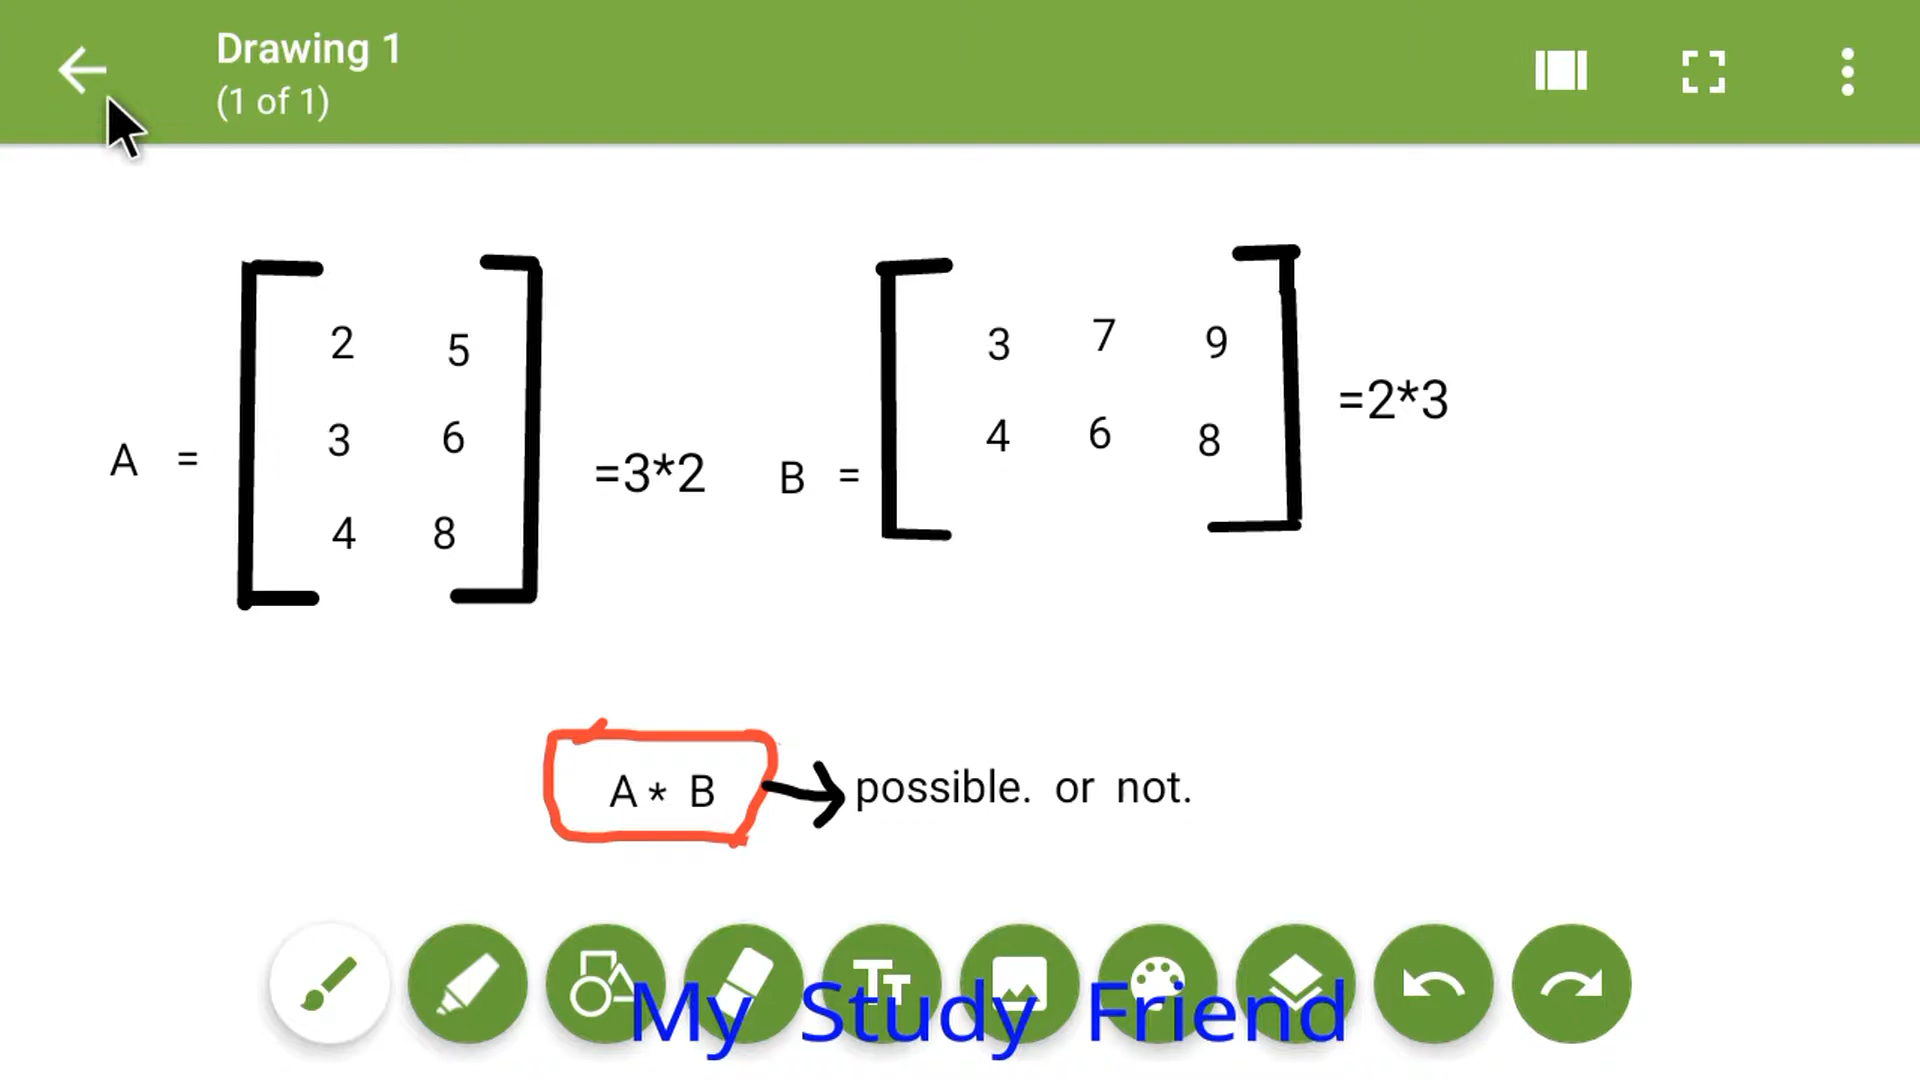 Drawing 1
(1 of 1)
2 5
3 6
4 8
A =
=3*2
3 7 9
4 6 8
B =
=2*3
A * B
possible. or not.
Tт
My Study Friend